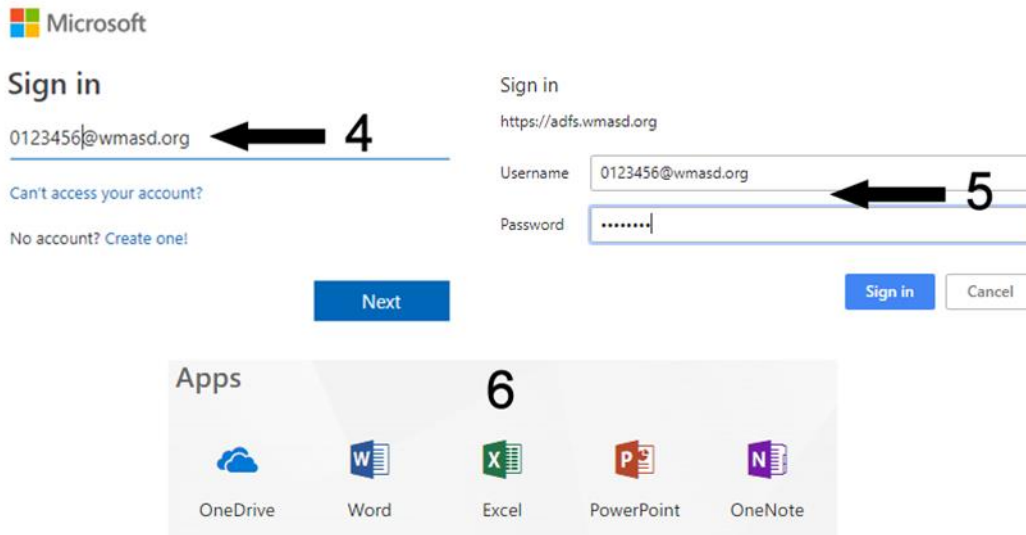 Microsoft
Sign in
0123456@wmasd.org 4
Can't access your account?
No account? Create one!
Next
Sign in
https://adfs.wmasd.org
Username 0123456@wmasd.org
5
Password ••••••••
Sign in Cancel
Apps
6
OneDrive Word Excel PowerPoint OneNote